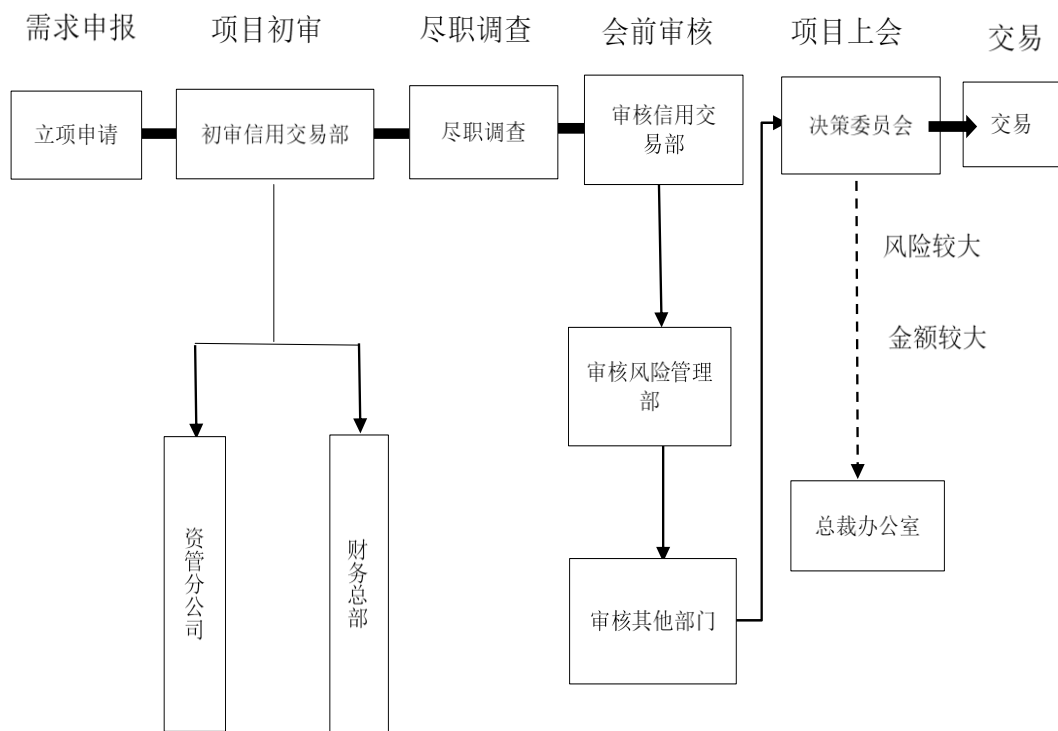 需求申报
项目初审
尽职调查
会前审核
项目上会
交易
立项申请
初审信用交易部
尽职调查
审核信用交
易部
决策委员会
交易
风险较大
金额较大
审核风险管理
部
总裁办公室
资管分公司
财务总部
审核其他部门